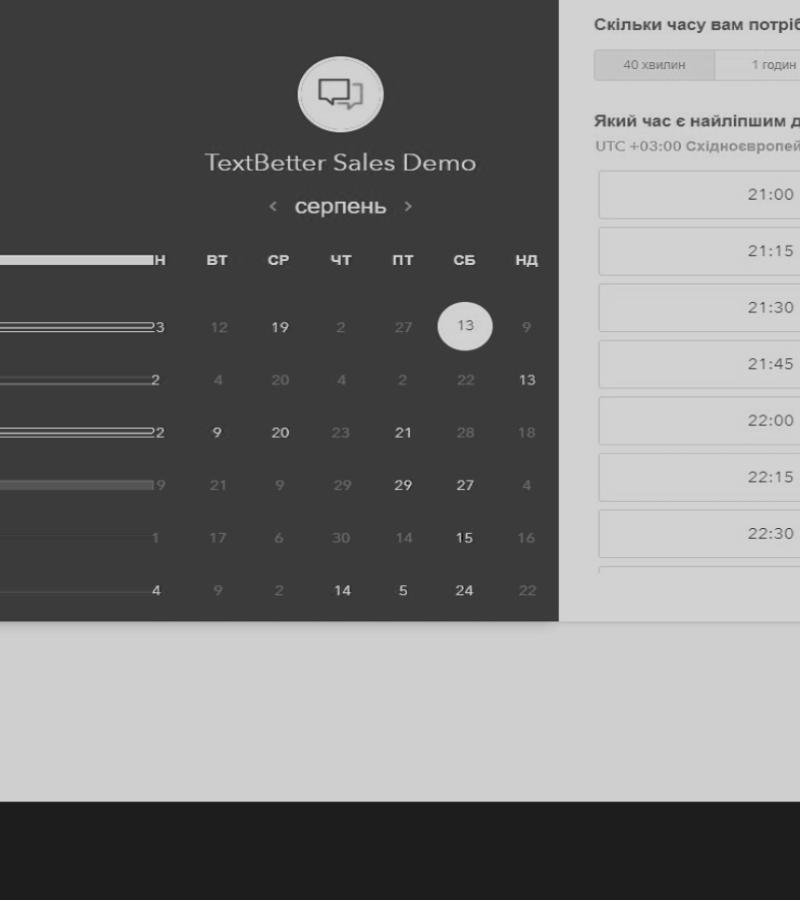 TextBetter Sales Demo
< серпень >
Н ВТ СР ЧТ ПТ СБ НД
3 12 19 2 27 13 9
2 4 20 4 2 22 13
2 9 20 23 21 28 18
9 21 9 29 29 27 4
1 17 6 30 14 15 16
4 9 2 14 5 24 22
Скільки часу вам потріб
40 хвилин 1 годин
Який час є найліпшим д
UTC +03:00 Східноєвропей
21:00
21:15
21:30
21:45
22:00
22:15
22:30